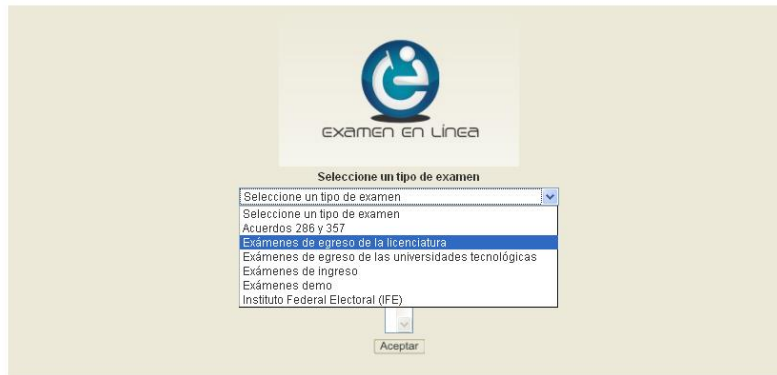 examen en Línea
Seleccione un tipo de examen
Seleccione un tipo de examen
Seleccione un tipo de examen
Acuerdos 286 y 357
Exámenes de egreso de la licenciatura
Exámenes de egreso de las universidades tecnológicas
Exámenes de ingreso
Exámenes demo
Instituto Federal Electoral (IFE)
Aceptar